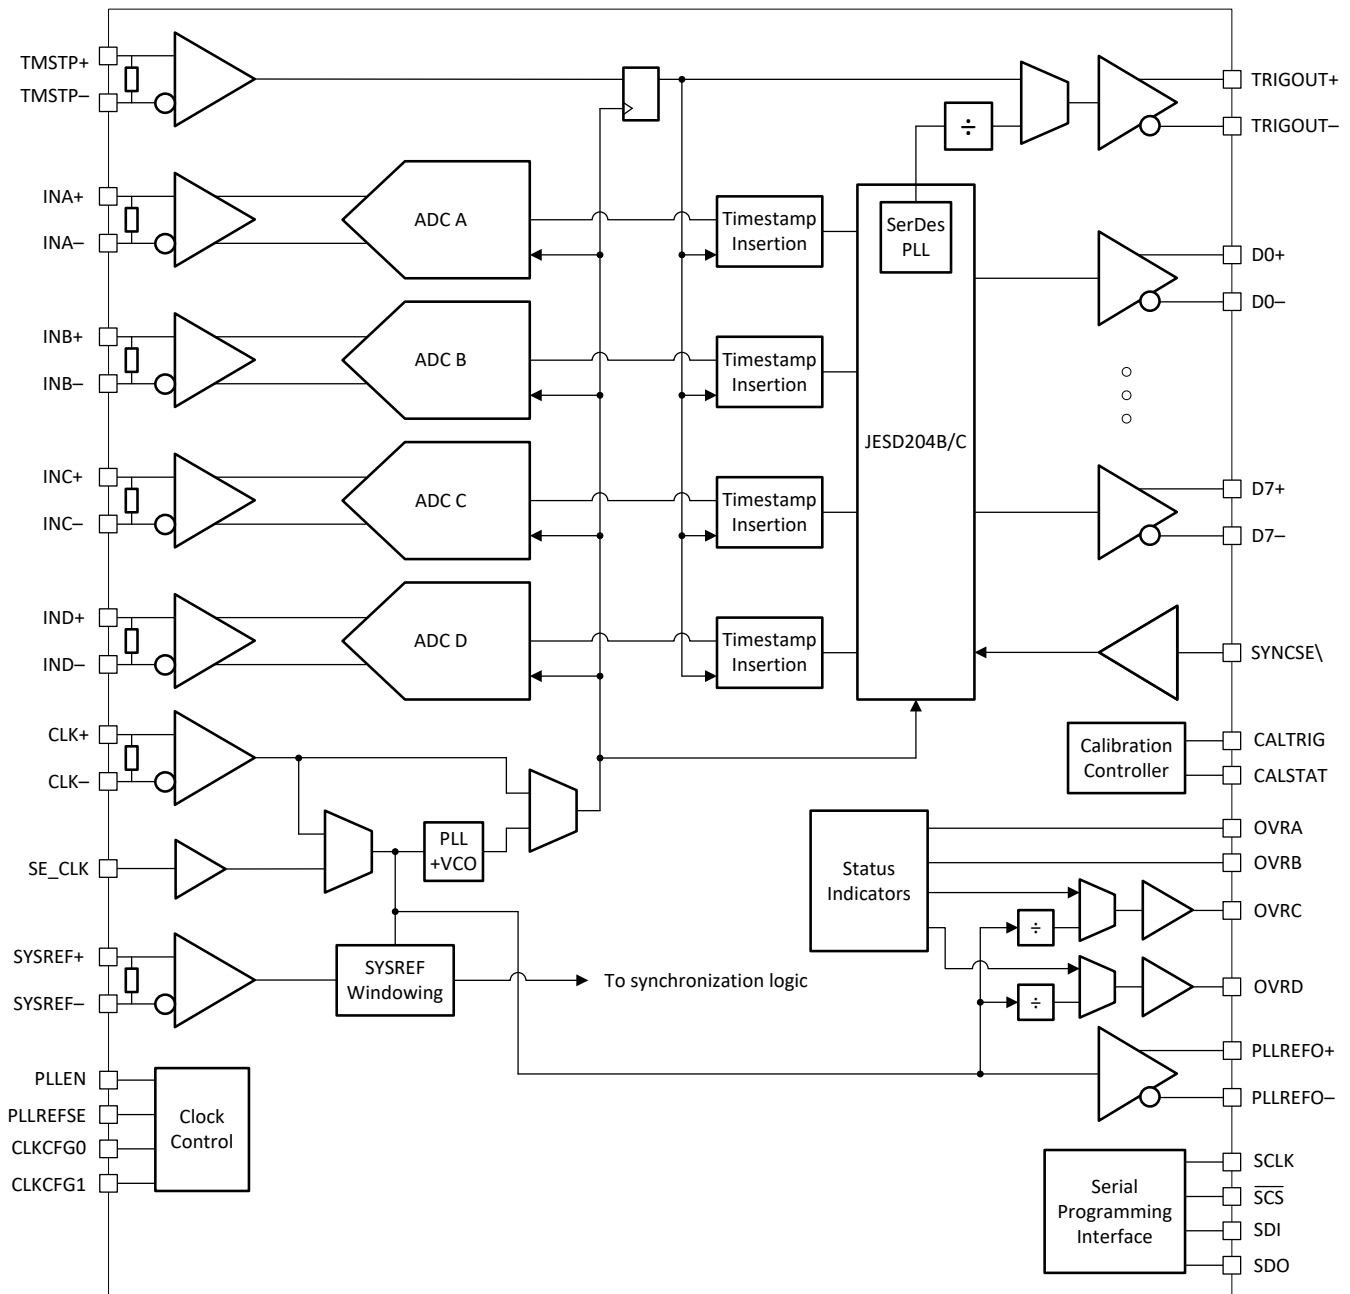 TMSTP+
TMSTP–
TRIGOUT+
TRIGOUT–
÷
INA+
INA–
ADC A
Timestamp
Insertion
SerDes
PLL
D0+
D0–
INB+
INB–
ADC B
Timestamp
Insertion
JESD204B/C
INC+
INC–
ADC C
Timestamp
Insertion
D7+
D7–
IND+
IND–
ADC D
Timestamp
Insertion
SYNCSE\
CLK+
CLK–
Calibration
Controller
CALTRIG
CALSTAT
PLL
+VCO
SE_CLK
Status
Indicators
OVRA
OVRB
OVRC
÷
OVRD
÷
SYSREF+
SYSREF–
SYSREF
Windowing
To synchronization logic
PLLREFO+
PLLREFO–
PLLEN
PLLREFSE
CLKCFG0
CLKCFG1
Clock
Control
Serial
Programming
Interface
SCLK
SCS
SDI
SDO